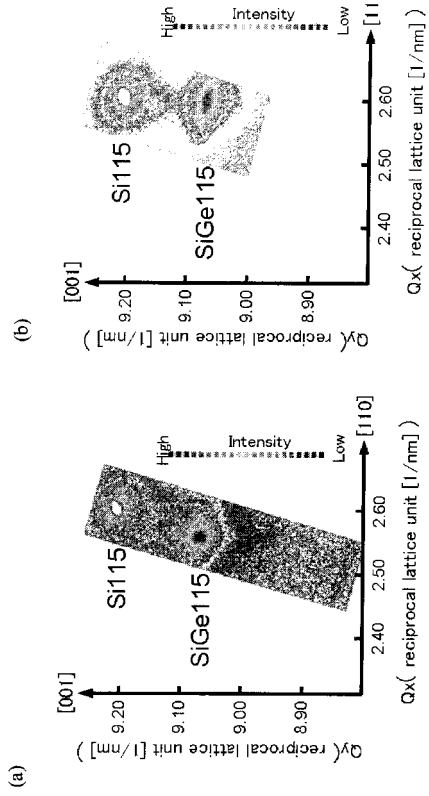 (a)
[001]
Qy( reciprocal lattice unit [1/nm] )
9.20
9.10
9.00
8.90
Si115
SiGe115
High
Intensity
Low
[110]
2.40
2.50
2.60
Qx( reciprocal lattice unit [1/nm] )
(b)
[001]
Qy( reciprocal lattice unit [1/nm] )
9.20
9.10
9.00
8.90
Si115
SiGe115
High
Intensity
Low
[11
2.40
2.50
2.60
Qx( reciprocal lattice unit [1/nm] )